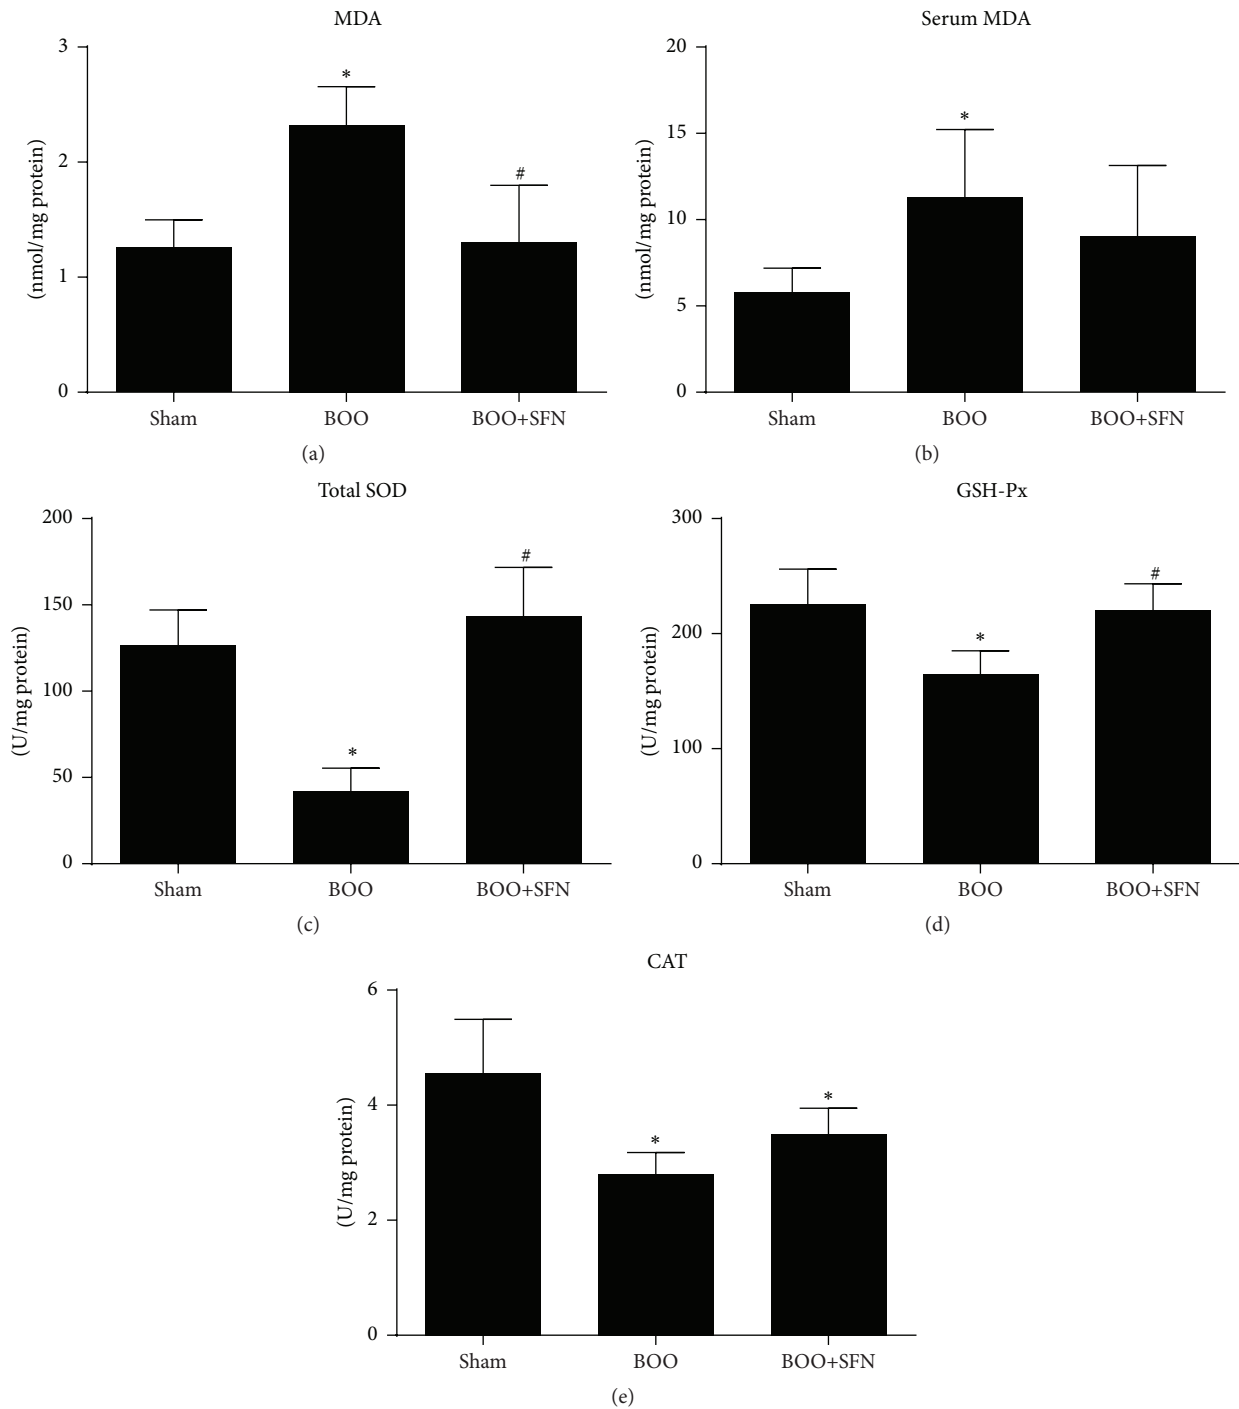 MDA
3
2
1
0
(nmol/mg protein)
*
#
Sham BOO BOO+SFN
(a)
Serum MDA
20
15
10
5
0
(nmol/mg protein)
*
Sham BOO BOO+SFN
(b)
Total SOD
200
150
100
50
0
(U/mg protein)
*
#
Sham BOO BOO+SFN
(c)
GSH-Px
300
200
100
0
(U/mg protein)
*
#
Sham BOO BOO+SFN
(d)
CAT
6
4
2
0
(U/mg protein)
*
*
Sham BOO BOO+SFN
(e)